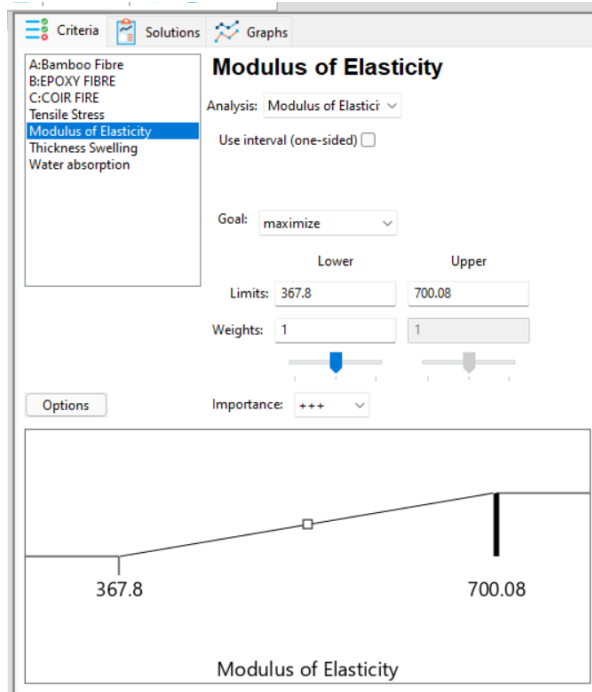 Criteria Solutions Graphs
A:Bamboo Fibre
B:EPOXY FIBRE
C:COIR FIRE
Tensile Stress
Modulus of Elasticity
Thickness Swelling
Water absorption
Modulus of Elasticity
Analysis: Modulus of Elastici
Use interval (one-sided)
Goal: maximize
Lower Upper
Limits: 367.8 700.08
Weights: 1 1
Options
Importance: +++
367.8 700.08
Modulus of Elasticity